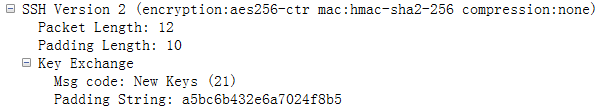 SSH Version 2 (encryption:aes256-ctr mac:hmac-sha2-256 compression:none)
Packet Length: 12
Padding Length: 10
Key Exchange
Msg code: New Keys (21)
Padding String: a5bc6b432e6a7024f8b5